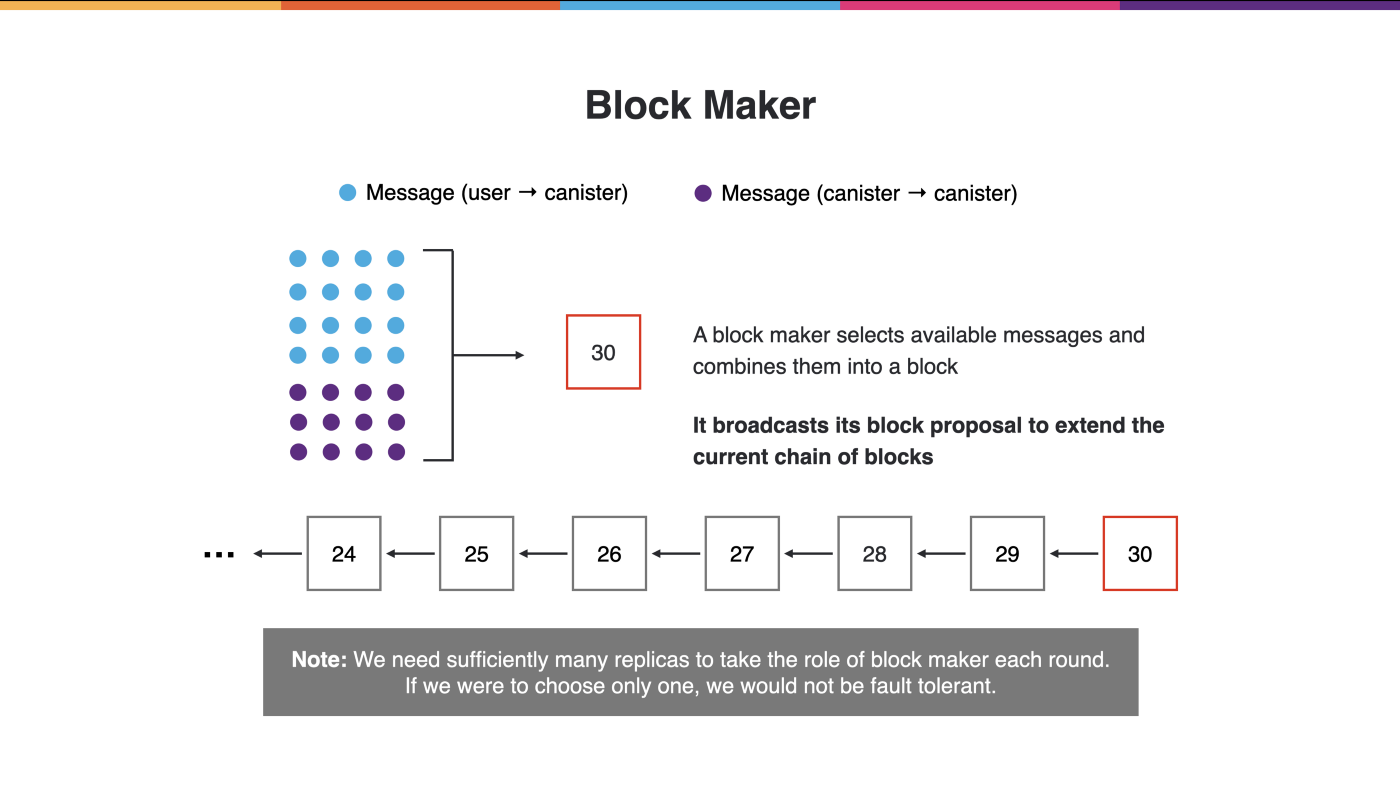 Block Maker
Message (user → canister)
Message (canister → canister)
30
A block maker selects available messages and
combines them into a block
It broadcasts its block proposal to extend the
current chain of blocks
... 24 25 26 27 28 29 30
Note: We need sufficiently many replicas to take the role of block maker each round.
If we were to choose only one, we would not be fault tolerant.